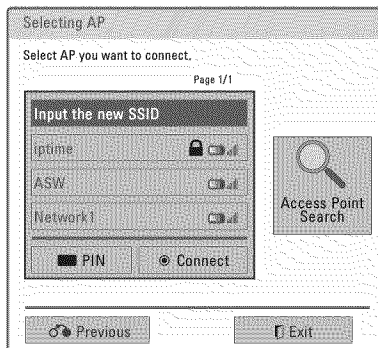 Selecting AP
Select AP you want to connect.
Page 1/1
Input the new SSID
iptime
ASW
Network1
Access Point
Search
PIN
Connect
Previous
Exit